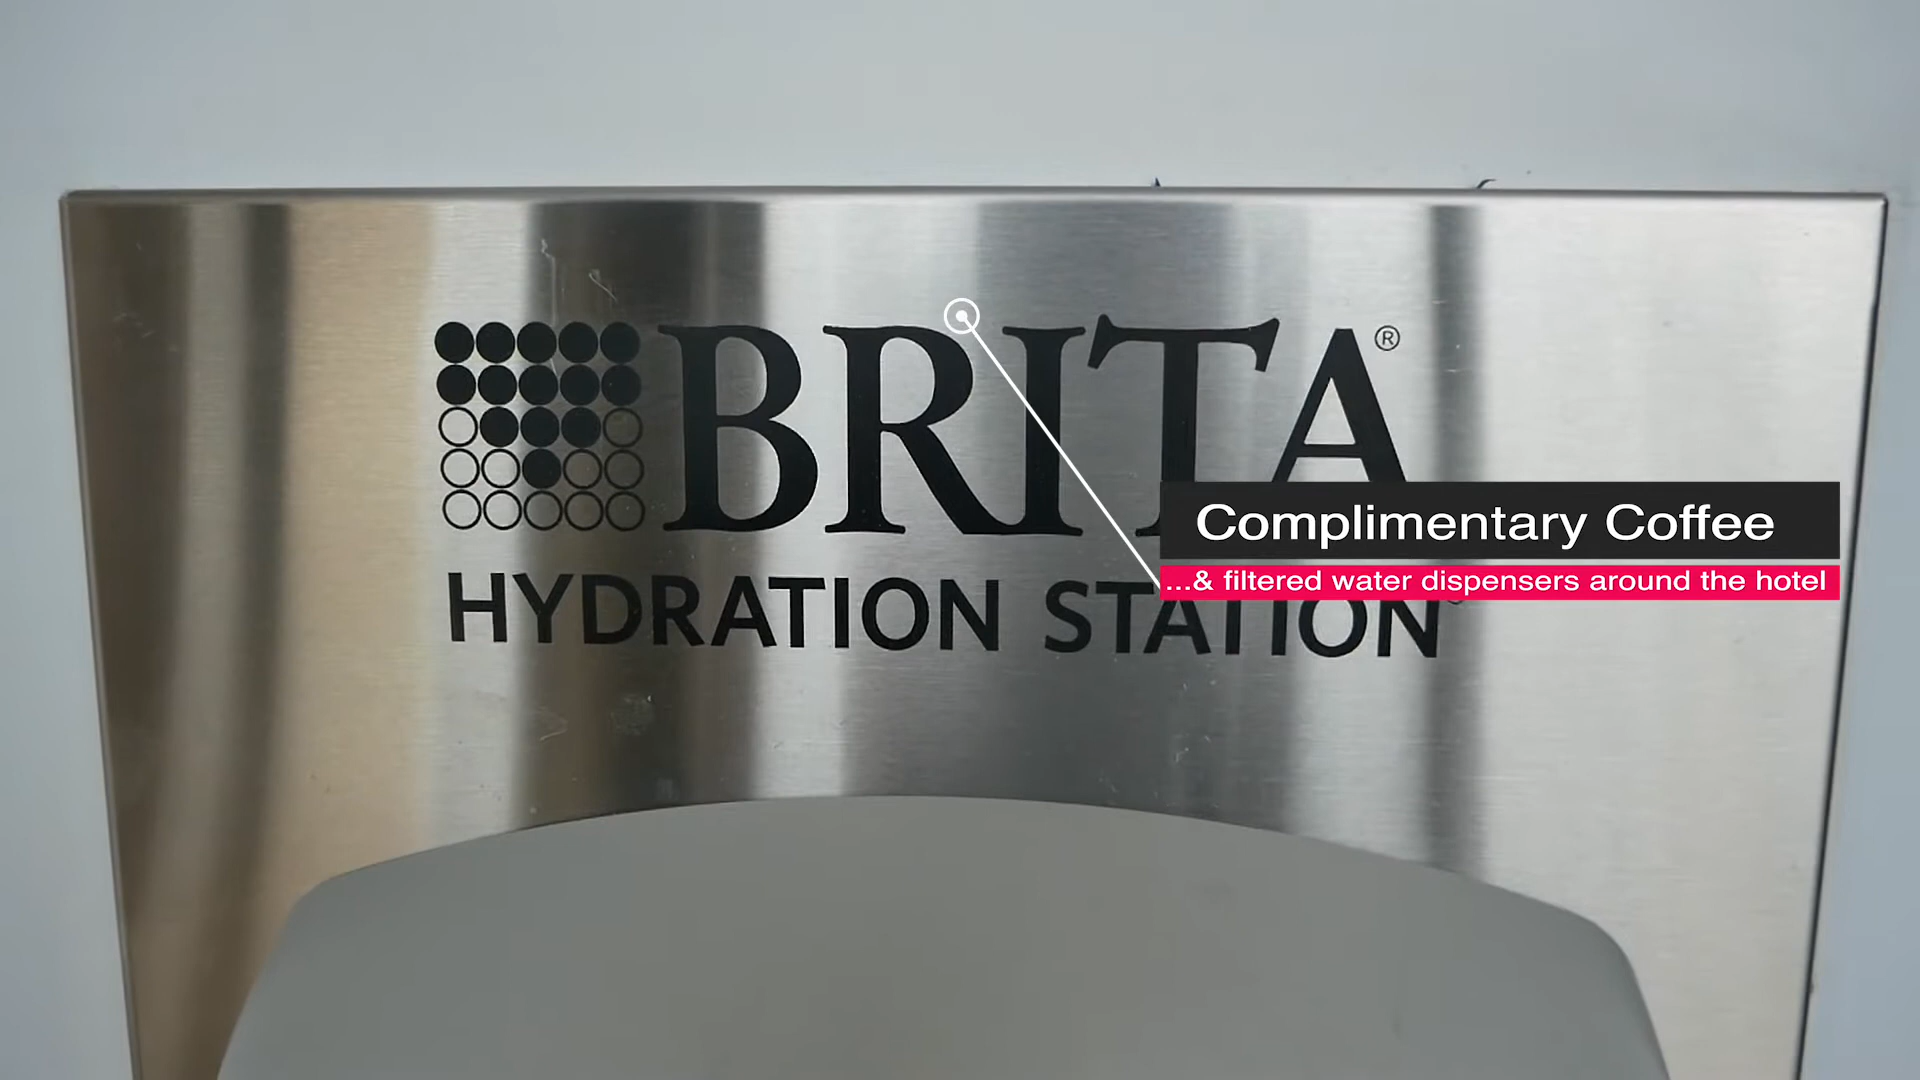 BRITA®
HYDRATION STATION
Complimentary Coffee
...& filtered water dispensers around the hotel